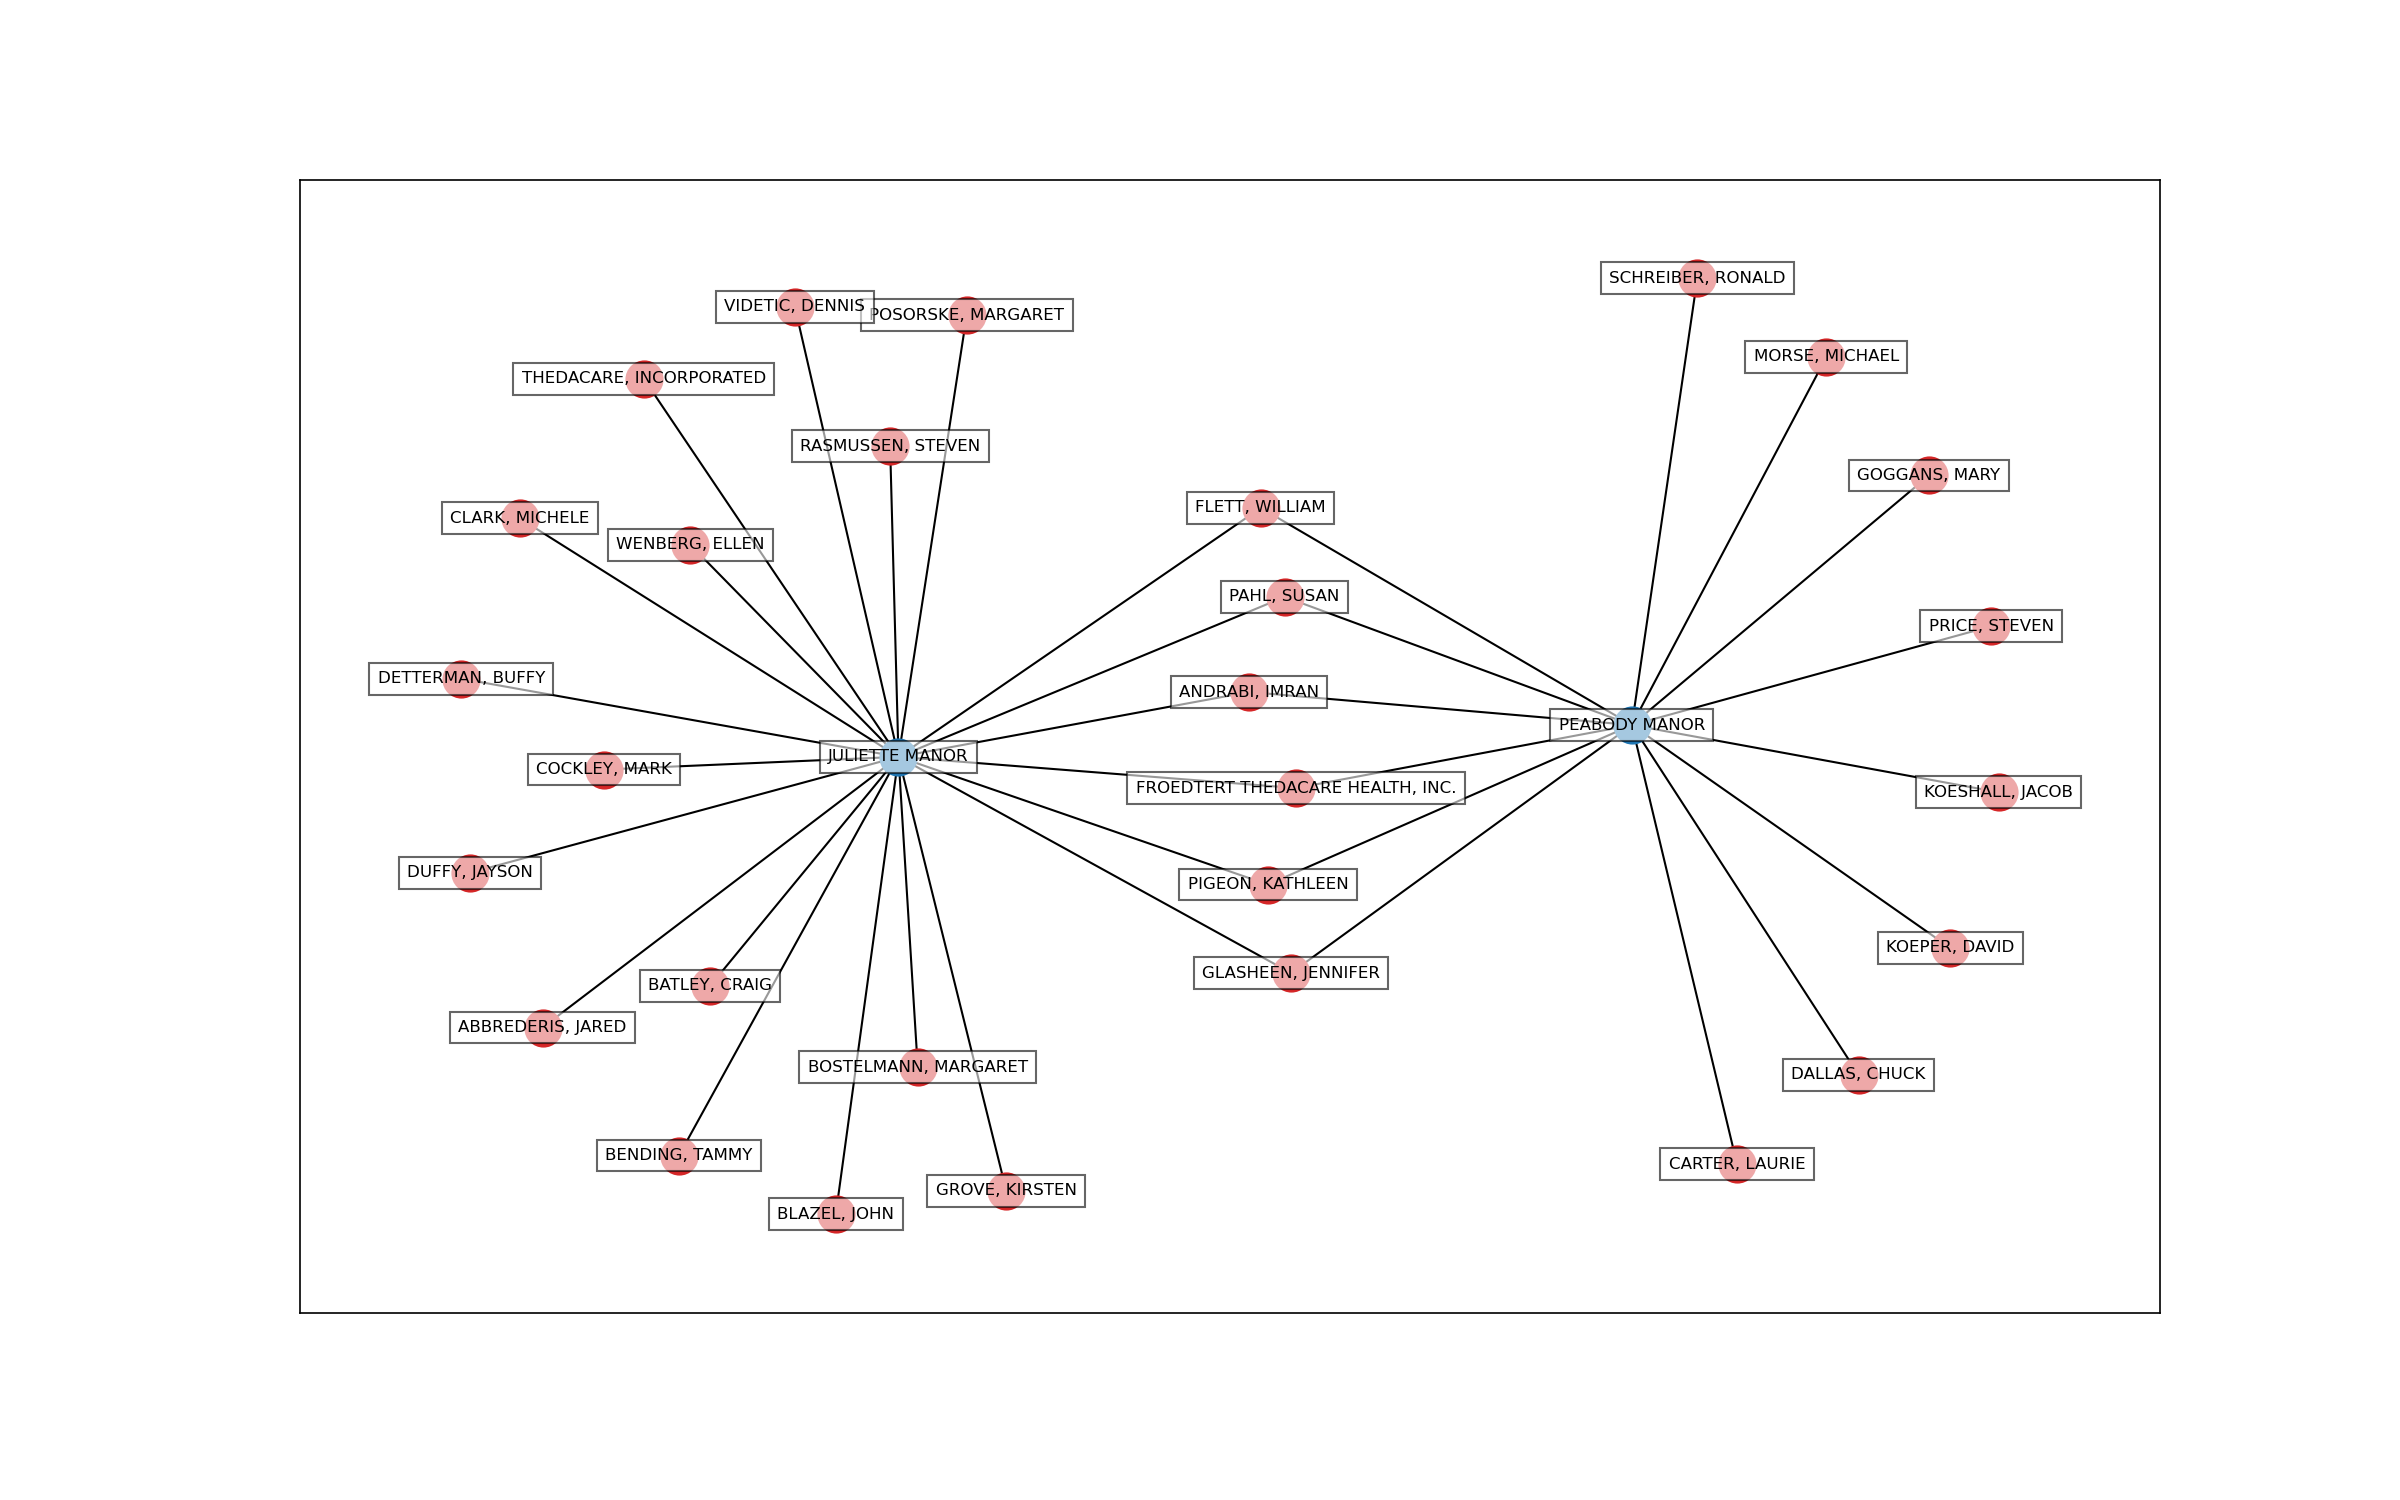 SCHREIBER, RONALD
VIDETIC, DENNIS
POSORSKE, MARGARET
MORSE, MICHAEL
THEDACARE, INCORPORATED
RASMUSSEN, STEVEN
GOGGANS, MARY
FLETT, WILLIAM
CLARK, MICHELE
WENBERG, ELLEN
PAHL, SUSAN
PRICE, STEVEN
DETTERMAN, BUFFY
ANDRABI, IMRAN
PEABODY MANOR
JULIETTE MANOR
COCKLEY, MARK
FROEDTERT THEDACARE HEALTH, INC.
KOESHALL, JACOB
DUFFY, JAYSON
PIGEON, KATHLEEN
KOEPER, DAVID
GLASHEEN, JENNIFER
BATLEY, CRAIG
ABBREDERIS, JARED
BOSTELMANN, MARGARET
DALLAS, CHUCK
BENDING, TAMMY
CARTER, LAURIE
GROVE, KIRSTEN
BLAZEL, JOHN